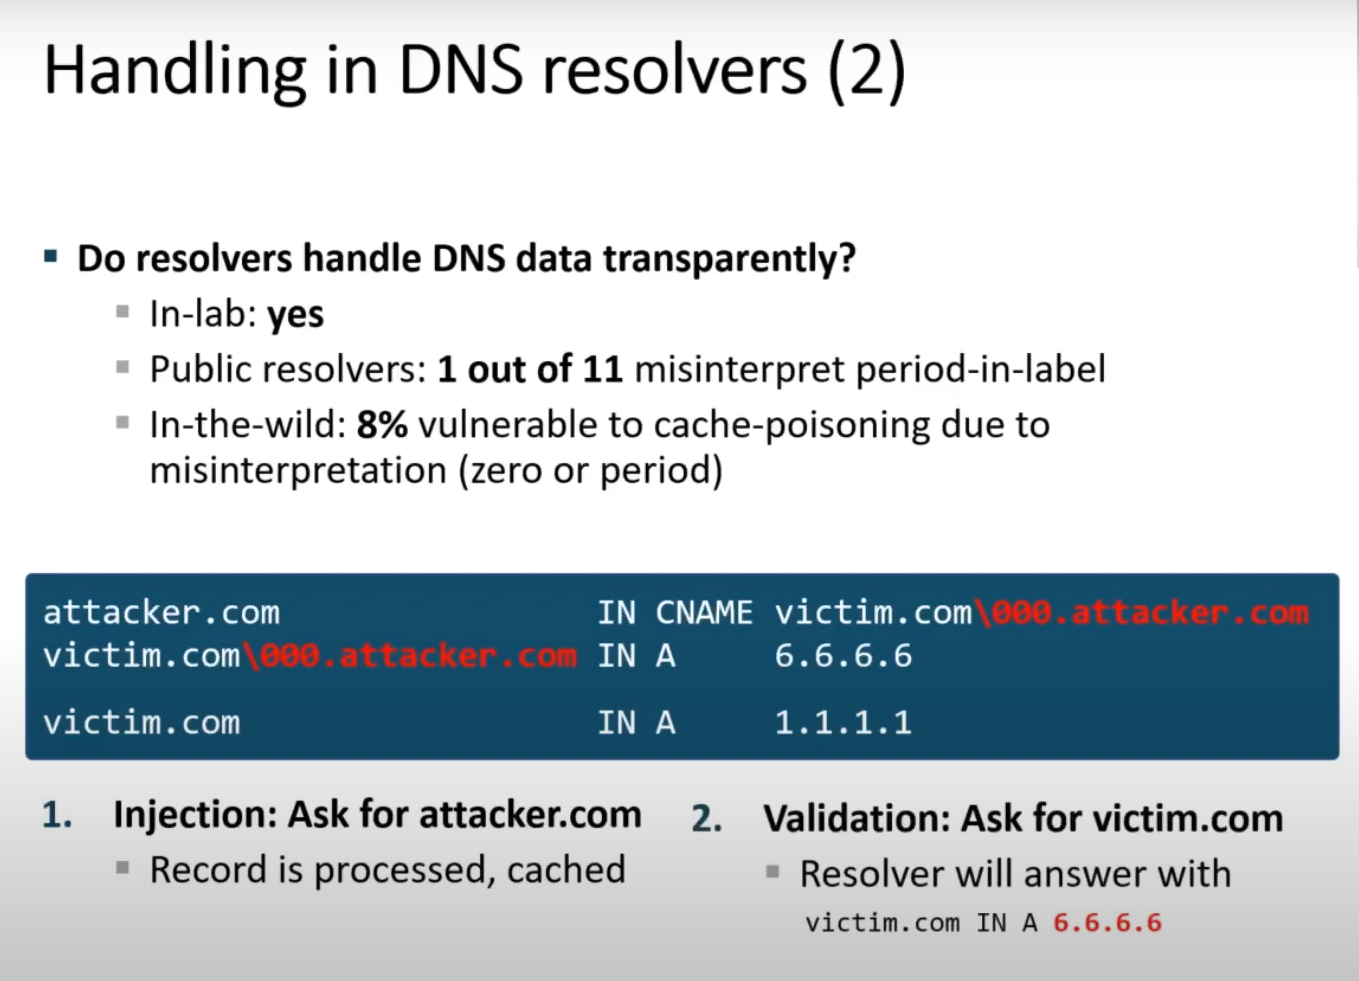 Handling in DNS resolvers (2)
Do resolvers handle DNS data transparently?
In-lab: yes
Public resolvers: 1 out of 11 misinterpret period-in-label
In-the-wild: 8% vulnerable to cache-poisoning due to
misinterpretation (zero or period)
attacker.com IN CNAME victim.com\000.attacker.com
victim.com\000.attacker.com IN A 6.6.6.6
victim.com IN A 1.1.1.1
1. Injection: Ask for attacker.com
Record is processed, cached
2. Validation: Ask for victim.com
Resolver will answer with
victim.com IN A 6.6.6.6